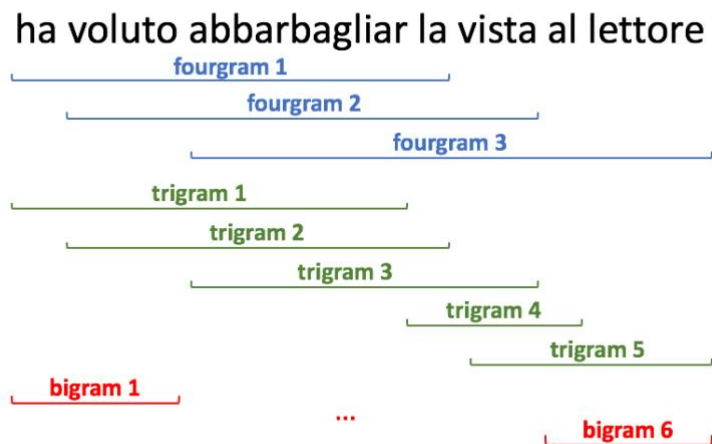 ha voluto abbarbagliar la vista al lettore
fourgram 1
fourgram 2
fourgram 3
trigram 1
trigram 2
trigram 3
trigram 4
trigram 5
bigram 1
...
bigram 6